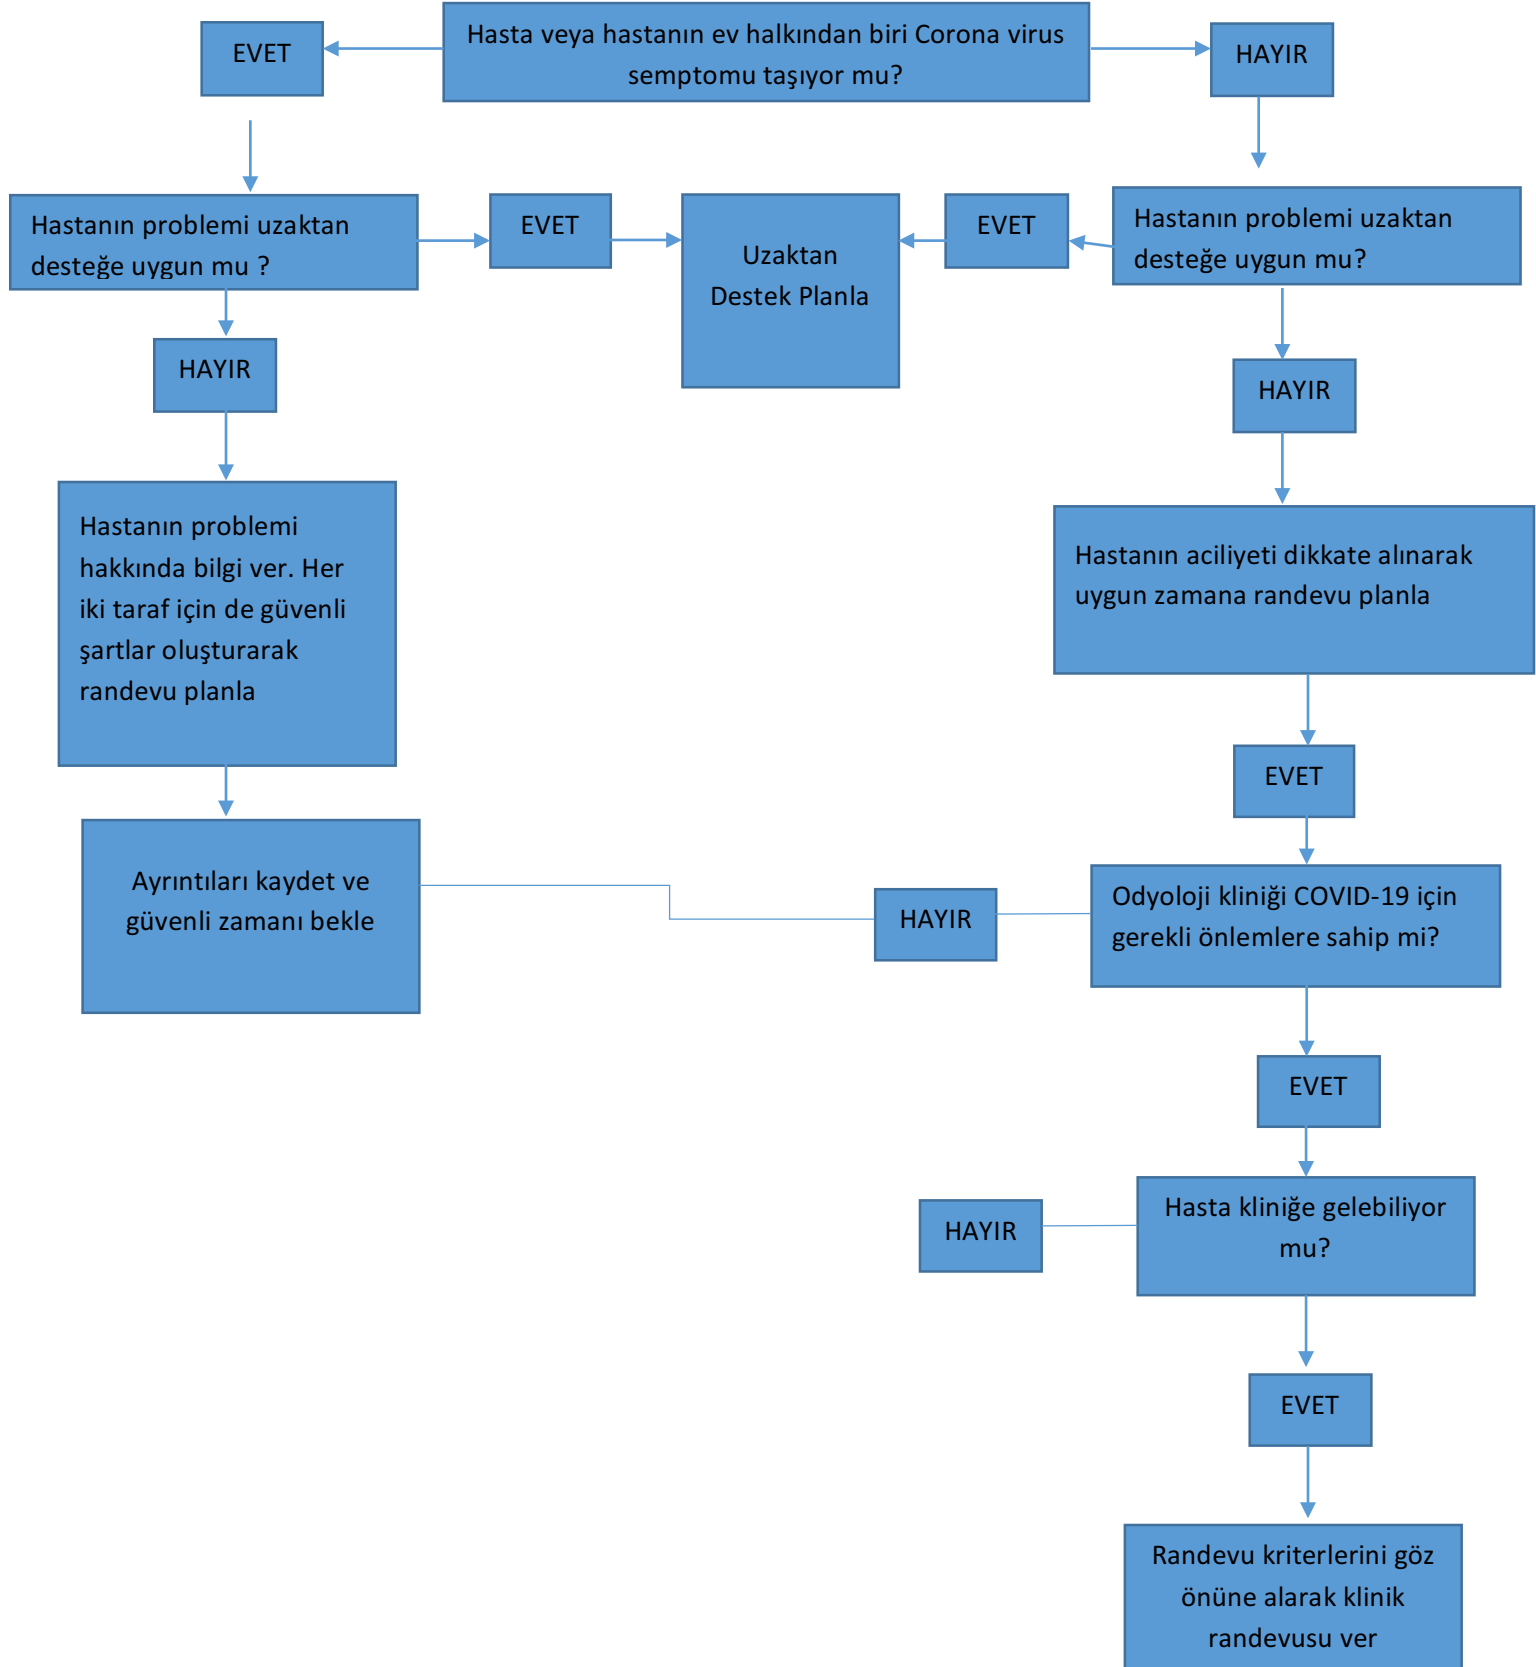 Hasta veya hastanın ev halkından biri Corona virus
semptomu taşıyor mu?
EVET
HAYIR
Hastanın problemi uzaktan
desteğe uygun mu ?
EVET
Uzaktan
Destek Planla
EVET
Hastanın problemi uzaktan
desteğe uygun mu?
HAYIR
HAYIR
Hastanın problemi
hakkında bilgi ver. Her
iki taraf için de güvenli
şartlar oluşturarak
randevu planla
Hastanın aciliyeti dikkate alınarak
uygun zamana randevu planla
EVET
Ayrıntıları kaydet ve
güvenli zamanı bekle
HAYIR
Odyoloji kliniği COVID-19 için
gerekli önlemlere sahip mi?
EVET
HAYIR
Hasta kliniğe gelebiliyor
mu?
EVET
Randevu kriterlerini göz
önüne alarak klinik
randevusu ver